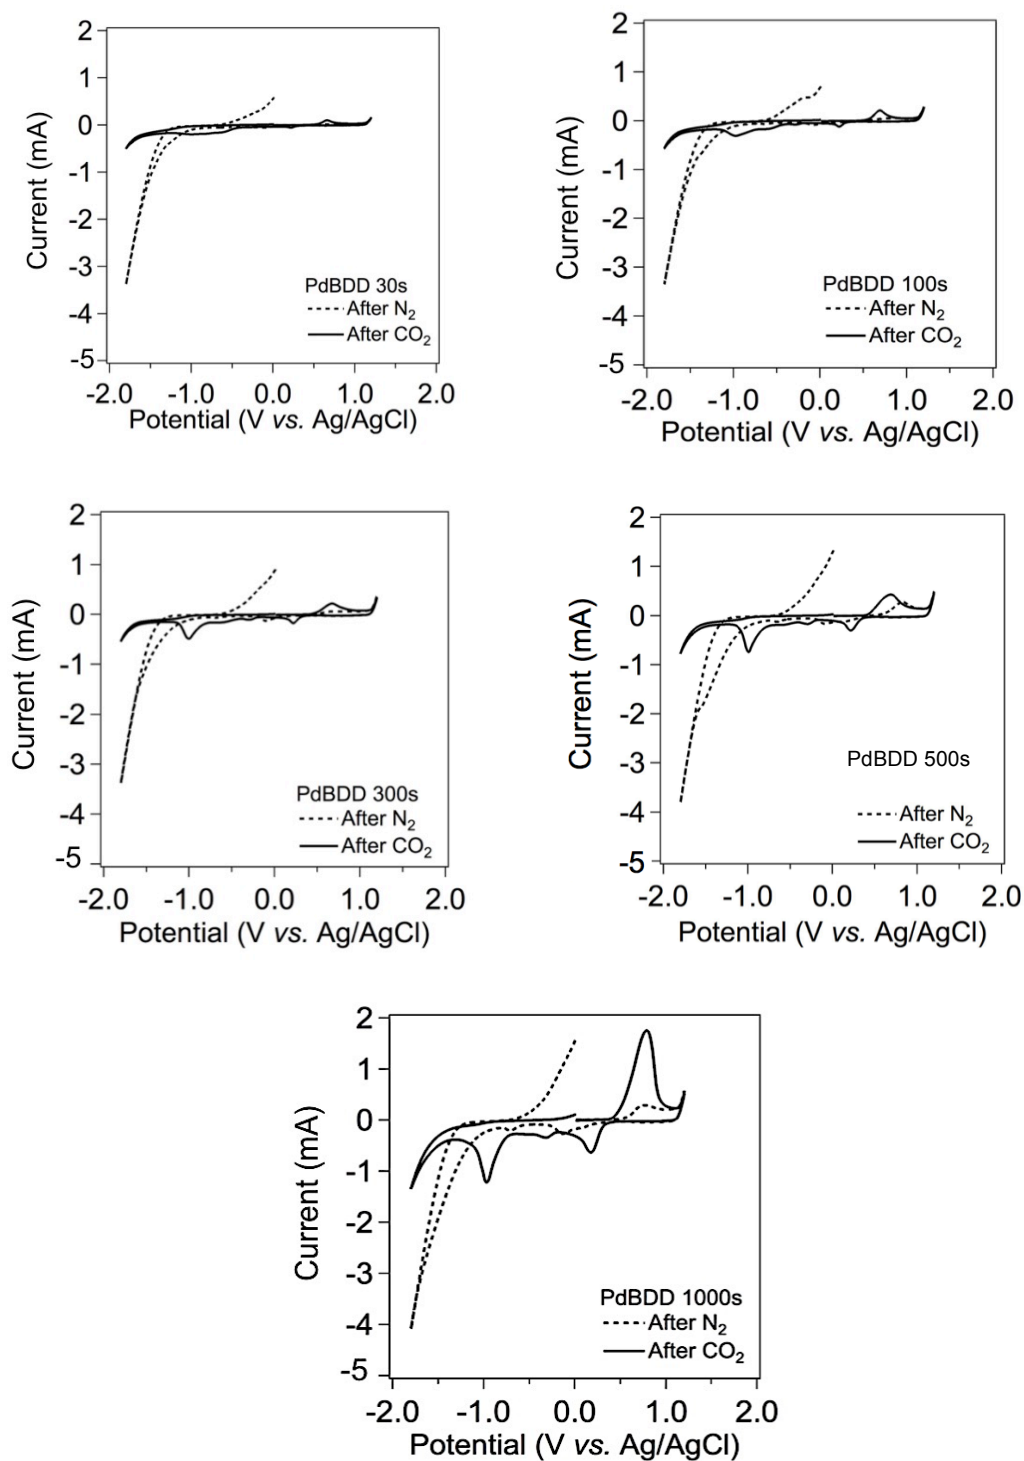 2
1
0
-1
-2
-3
-4
-5
Current (mA)
PdBDD 30s
After N₂
After CO₂
-2.0 -1.0 0.0 1.0 2.0
Potential (V vs. Ag/AgCl)
2
1
0
-1
-2
-3
-4
-5
Current (mA)
PdBDD 100s
After N₂
After CO₂
-2.0 -1.0 0.0 1.0 2.0
Potential (V vs. Ag/AgCl)
2
1
0
-1
-2
-3
-4
-5
Current (mA)
PdBDD 300s
After N₂
After CO₂
-2.0 -1.0 0.0 1.0 2.0
Potential (V vs. Ag/AgCl)
2
1
0
-1
-2
-3
-4
-5
Current (mA)
PdBDD 500s
After N₂
After CO₂
-2.0 -1.0 0.0 1.0 2.0
Potential (V vs. Ag/AgCl)
2
1
0
-1
-2
-3
-4
-5
Current (mA)
PdBDD 1000s
After N₂
After CO₂
-2.0 -1.0 0.0 1.0 2.0
Potential (V vs. Ag/AgCl)